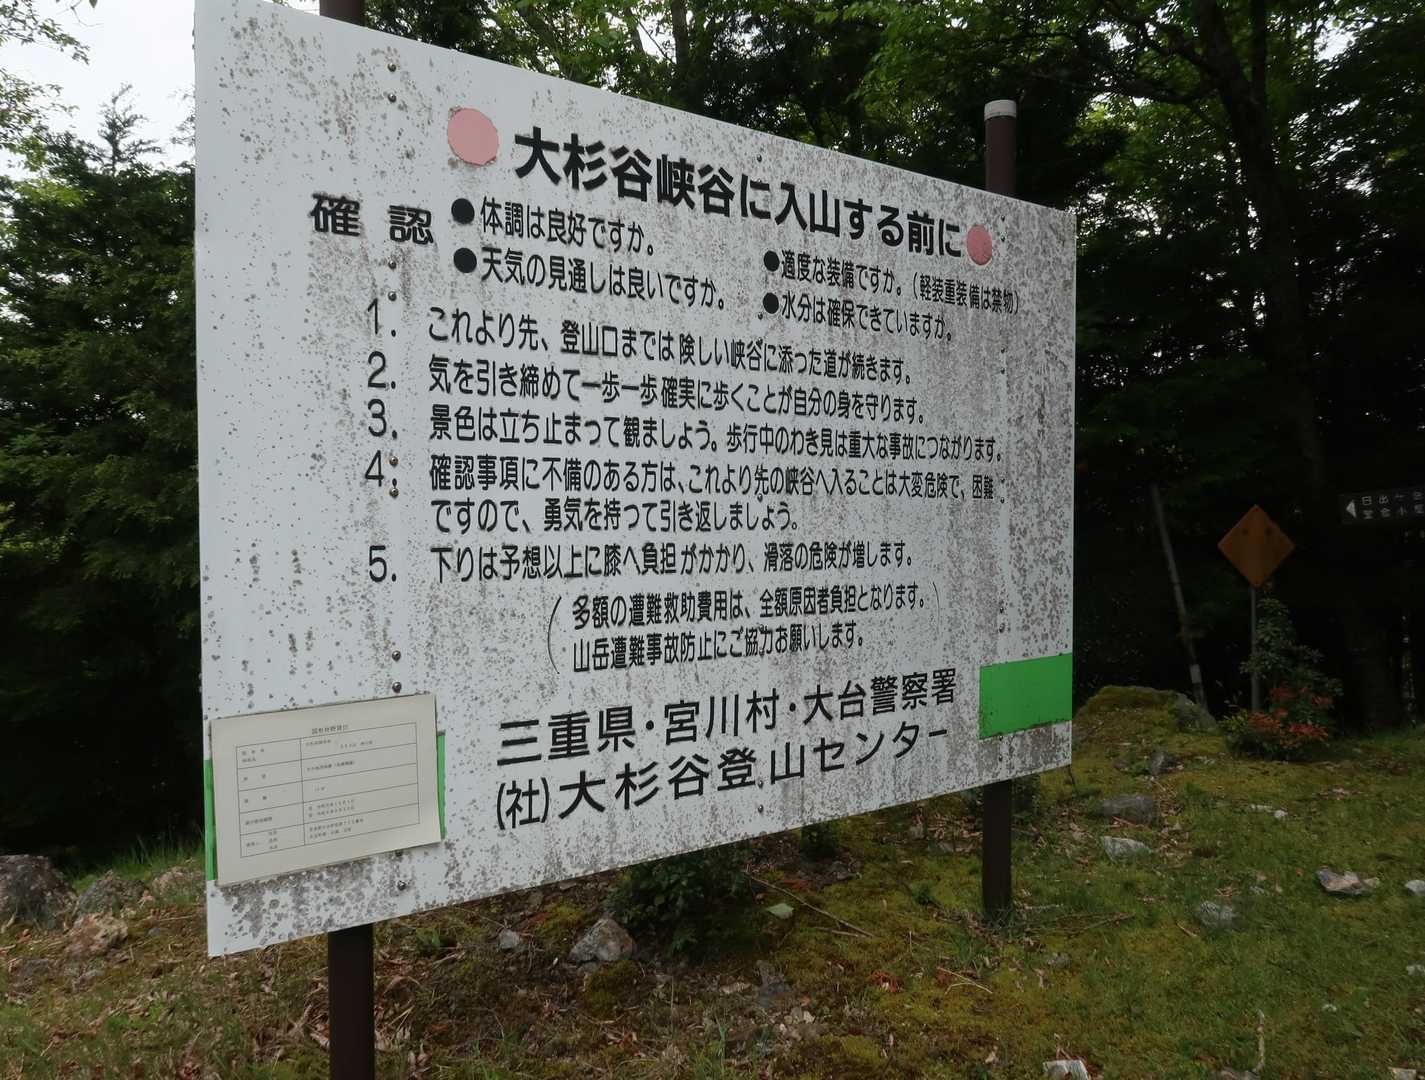 大杉谷峡谷に入山する前に
確認
●体調は良好ですか。
●天気の見通しは良いですか。
●適度な装備ですか。(軽装重装備は禁物)
●水分は確保できていますか。
1. これより先、登山口までは険しい峡谷に添った道が続きます。
2. 気を引き締めて一歩一歩確実に歩くことが自分の身を守ります。
3. 景色は立ち止まって観ましょう。歩行中のわき見は重大な事故につながります。
4. 確認事項に不備のある方は、これより先の峡谷へ入ることは大変危険で、困難
ですので、勇気を持って引き返しましょう。
5. 下りは予想以上に膝へ負担がかかり、滑落の危険が増します。
(多額の遭難救助費用は、全額原因者負担となります。
山岳遭難事故防止にご協力お願いします。)
三重県・宮川村・大台警察署
(社)大杉谷登山センター
日出ヶ
堂倉小